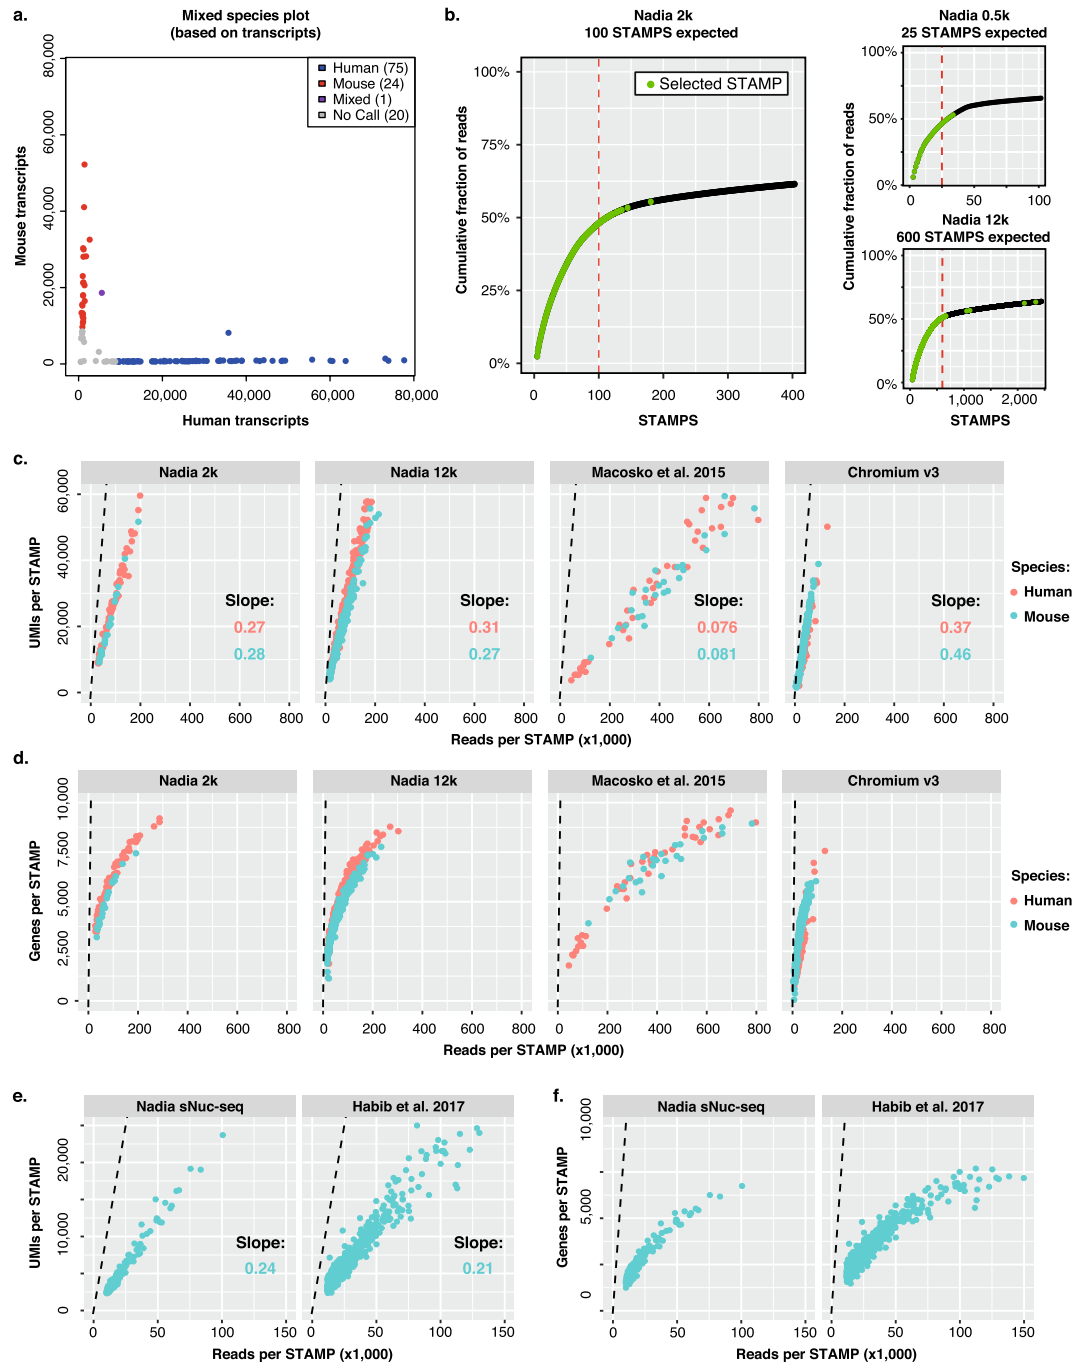 a.
Mixed species plot
(based on transcripts)
Human (75)
Mouse (24)
Mixed (1)
No Call (20)
Mouse transcripts
80,000
60,000
40,000
20,000
0
0 20,000 40,000 60,000 80,000
Human transcripts
b.
Nadia 2k
100 STAMPS expected
Selected STAMP
Cumulative fraction of reads
100%
75%
50%
25%
0%
0 100 200 300 400
STAMPS
Nadia 0.5k
25 STAMPS expected
Cumulative fraction of reads
100%
50%
0%
0 50 100
Nadia 12k
600 STAMPS expected
100%
50%
0%
0 1,000 2,000
STAMPS
c.
Nadia 2k Nadia 12k Macosko et al. 2015 Chromium v3
UMIs per STAMP
60,000
40,000
20,000
0
Slope: Slope: Slope: Slope:
0.27 0.31 0.076 0.37
0.28 0.27 0.081 0.46
Species:
Human
Mouse
0 200 400 600 800 0 200 400 600 800 0 200 400 600 800 0 200 400 600 800
Reads per STAMP (x1,000)
d.
Nadia 2k Nadia 12k Macosko et al. 2015 Chromium v3
Genes per STAMP
10,000
7,500
5,000
2,500
0
Species:
Human
Mouse
0 200 400 600 800 0 200 400 600 800 0 200 400 600 800 0 200 400 600 800
Reads per STAMP (x1,000)
e.
Nadia sNuc-seq Habib et al. 2017
UMIs per STAMP
20,000
10,000
0
Slope: Slope:
0.24 0.21
0 50 100 150 0 50 100 150
Reads per STAMP (x1,000)
f.
Nadia sNuc-seq Habib et al. 2017
Genes per STAMP
10,000
5,000
0
0 50 100 150 0 50 100 150
Reads per STAMP (x1,000)